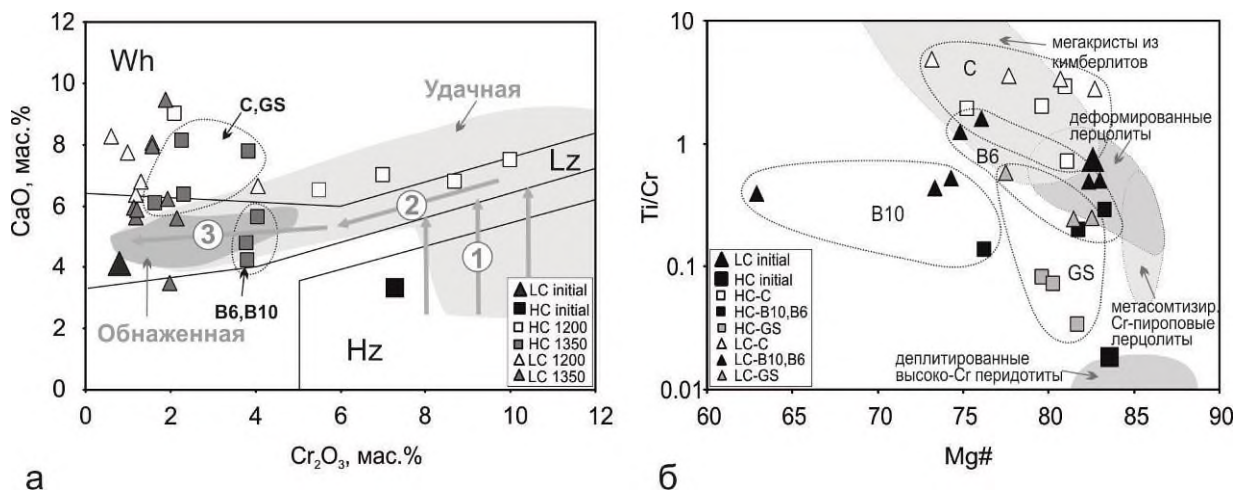 12
10
8
6
4
2
0
CaO, мас.%
Wh
C,GS
Удачная
Lz
2
1
3
B6,B10
Обнаженная
Hz
LC initial
HC initial
HC 1200
HC 1350
LC 1200
LC 1350
0 2 4 6 8 10 12
Cr₂O₃, мас.%
а
10
1
0.1
0.01
Ti/Cr
мегакристы из
кимберлитов
C
деформированные
лерцолиты
B6
B10
GS
LC initial
HC initial
HC-C
HC-B10,B6
HC-GS
LC-C
LC-B10,B6
LC-GS
метасомтизир.
Cr-пироповые
лерцолиты
деплитированные
высоко-Cr перидотиты
60 65 70 75 80 85 90
Mg#
б